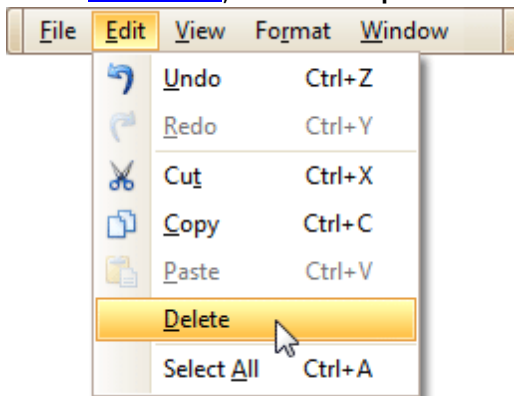 File Edit View Format Window
Undo Ctrl+Z
Redo Ctrl+Y
Cut Ctrl+X
Copy Ctrl+C
Paste Ctrl+V
Delete
Select All Ctrl+A